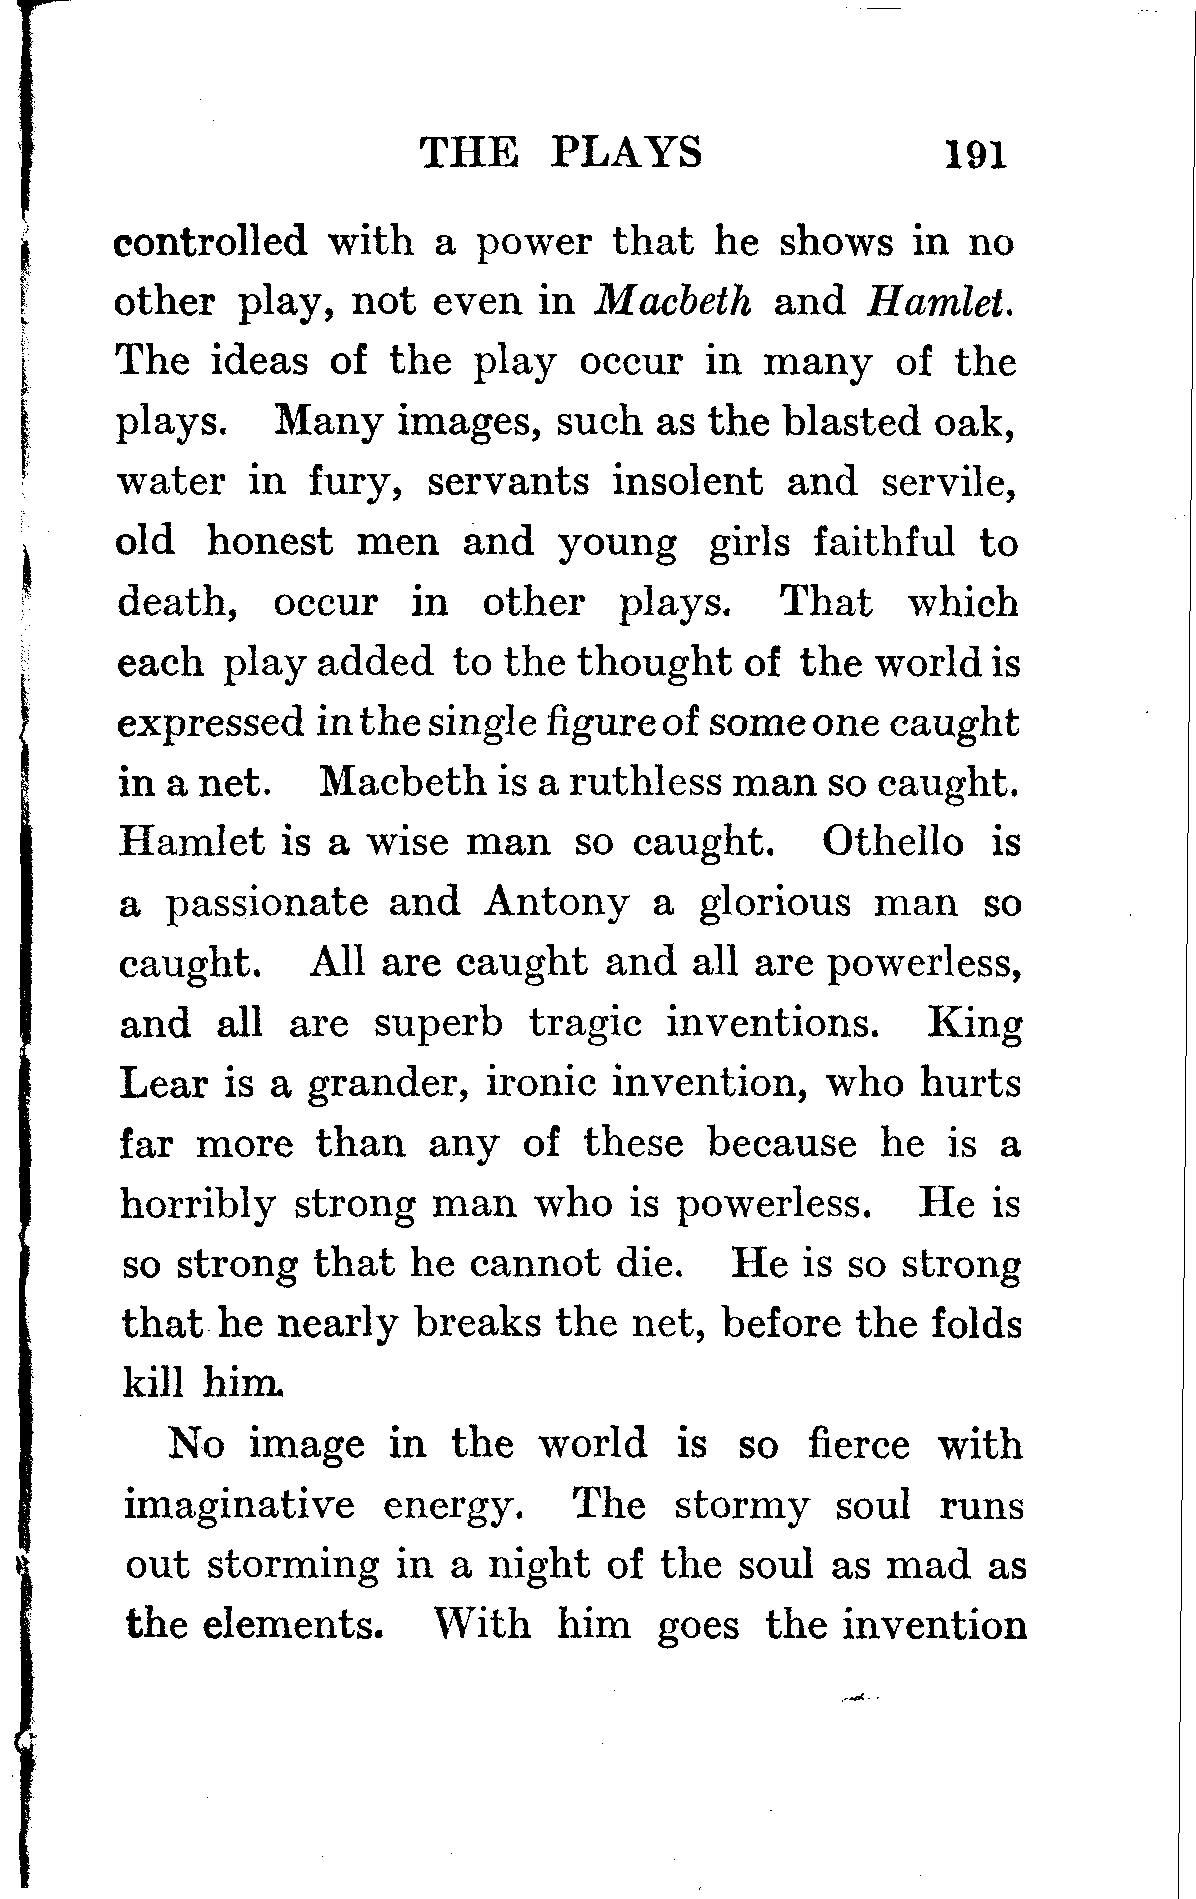 THE PLAYS 191
controlled with a power that he shows in no
other play, not even in Macbeth and Hamlet.
The ideas of the play occur in many of the
plays. Many images, such as the blasted oak,
water in fury, servants insolent and servile,
old honest men and young girls faithful to
death, occur in other plays. That which
each play added to the thought of the world is
expressed in the single figure of some one caught
in a net. Macbeth is a ruthless man so caught.
Hamlet is a wise man so caught. Othello is
a passionate and Antony a glorious man so
caught. All are caught and all are powerless,
and all are superb tragic inventions. King
Lear is a grander, ironic invention, who hurts
far more than any of these because he is a
horribly strong man who is powerless. He is
so strong that he cannot die. He is so strong
that he nearly breaks the net, before the folds
kill him.
No image in the world is so fierce with
imaginative energy. The stormy soul runs
out storming in a night of the soul as mad as
the elements. With him goes the invention